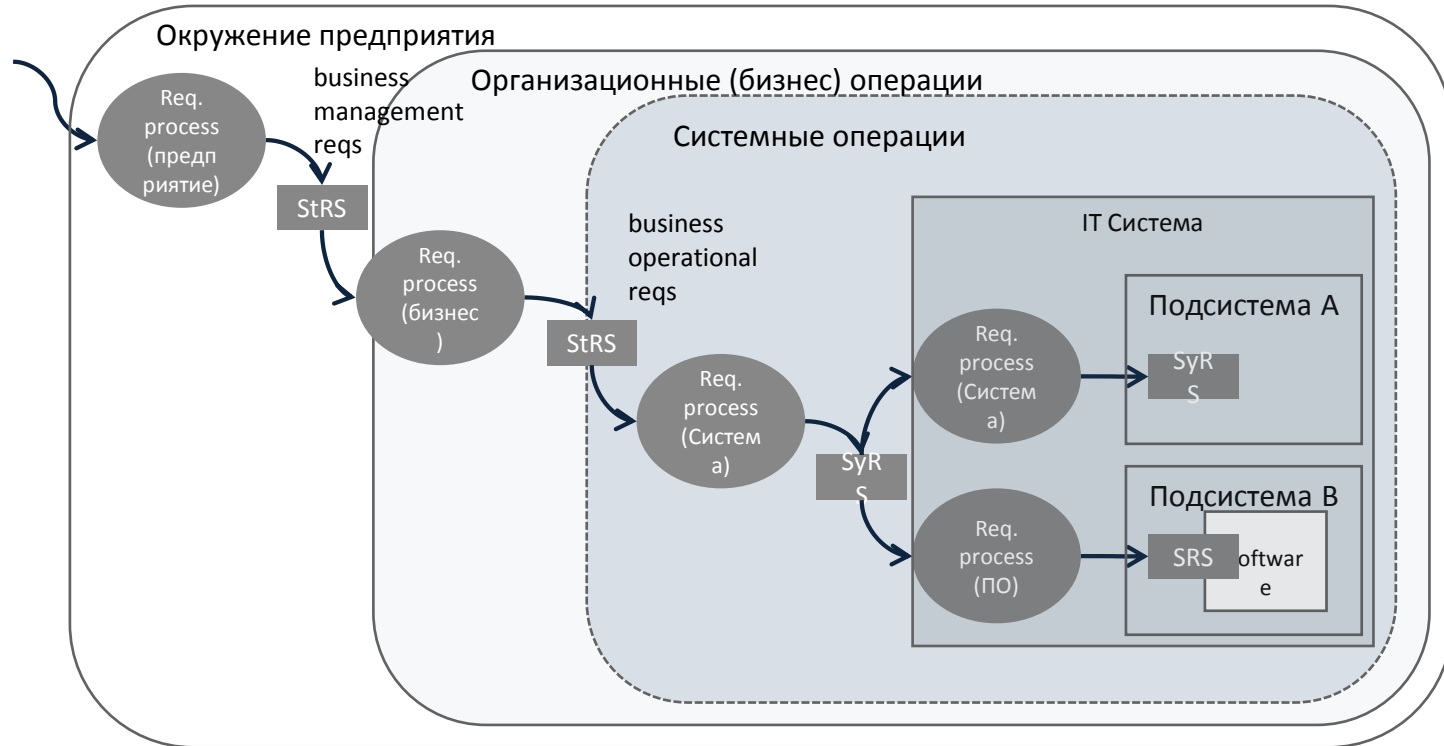 Окружение предприятия
business
management
reqs
Организационные (бизнес) операции
Системные операции
Req.
process
(предп
риятие)
StRS
Req.
process
(бизнес
)
business
operational
reqs
StRS
Req.
process
(Систем
а)
SyR
S
IT Система
Req.
process
(Систем
а)
Подсистема А
SyR
S
Req.
process
(ПО)
Подсистема В
SRS
oftwar
e